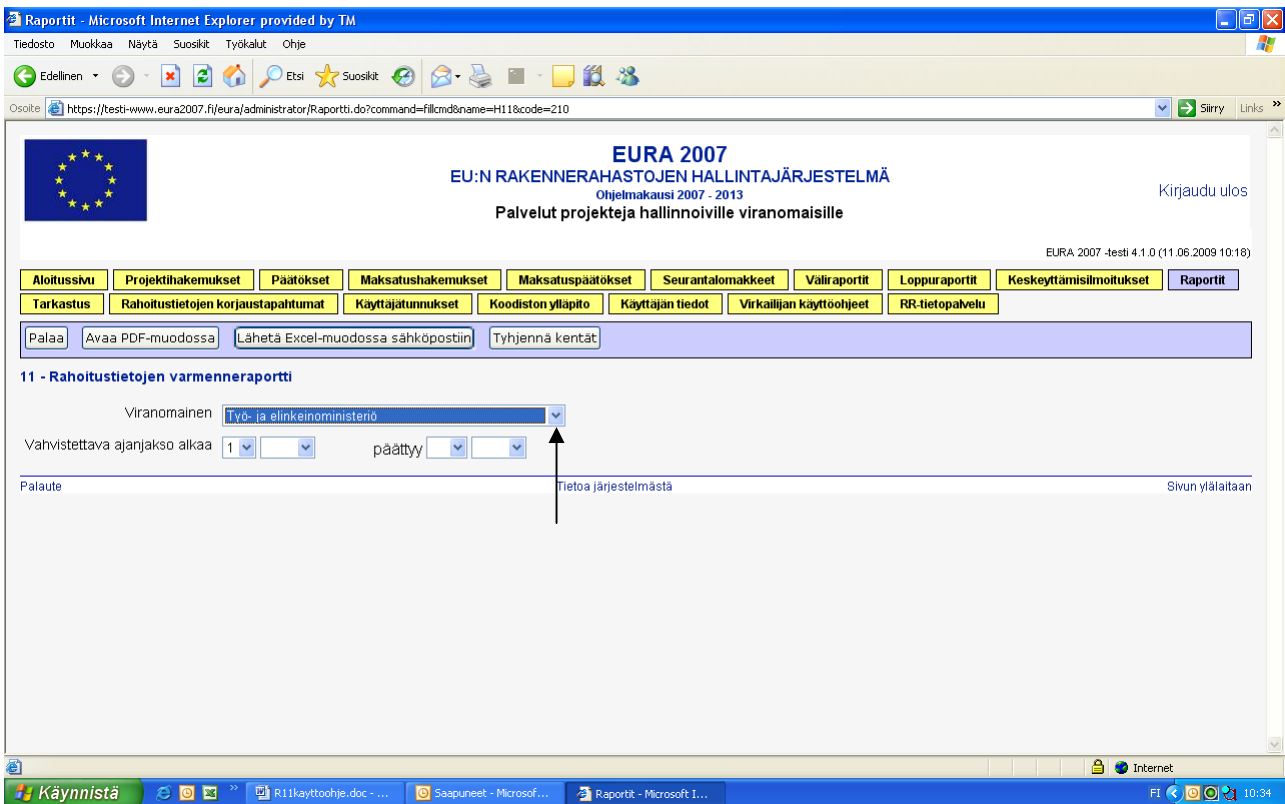 Raportit - Microsoft Internet Explorer provided by TM
Tiedosto Muokkaa Näytä Suosikit Työkalut Ohje
Edellinen Etsi Suosikit
Osoite https://testi-www.eura2007.fi/eura/administrator/Raportti.do?command=fillcmd&name=H11&code=210 Siirry Links »
EURA 2007
EU:N RAKENNERAHASTOJEN HALLINTAJÄRJESTELMÄ
Ohjelmakausi 2007 - 2013
Palvelut projekteja hallinnoiville viranomaisille
Kirjaudu ulos
EURA 2007 -testi 4.1.0 (11.06.2009 10:18)
Aloitussivu Projektihakemukset Päätökset Maksatushakemukset Maksatuspäätökset Seurantalomakkeet Väliraportit Loppuraportit Keskeyttämisilmoitukset Raportit
Tarkastus Rahoitustietojen korjaustapahtumat Käyttäjätunnukset Koodiston ylläpito Käyttäjän tiedot Virkailijan käyttöohjeet RR-tietopalvelu
Palaa Avaa PDF-muodossa Lähetä Excel-muodossa sähköpostiin Tyhjennä kentät
11 - Rahoitustietojen varmenneraportti
Viranomainen Työ- ja elinkeinoministeriö
Vahvistettava ajanjakso alkaa 1 päättyy
Palaute Tietoa järjestelmästä Sivun ylälaitaan
Internet
Käynnistä » R11kayttoohje.doc - ... Saapuneet - Microsof... Raportit - Microsoft I... FI 10:34